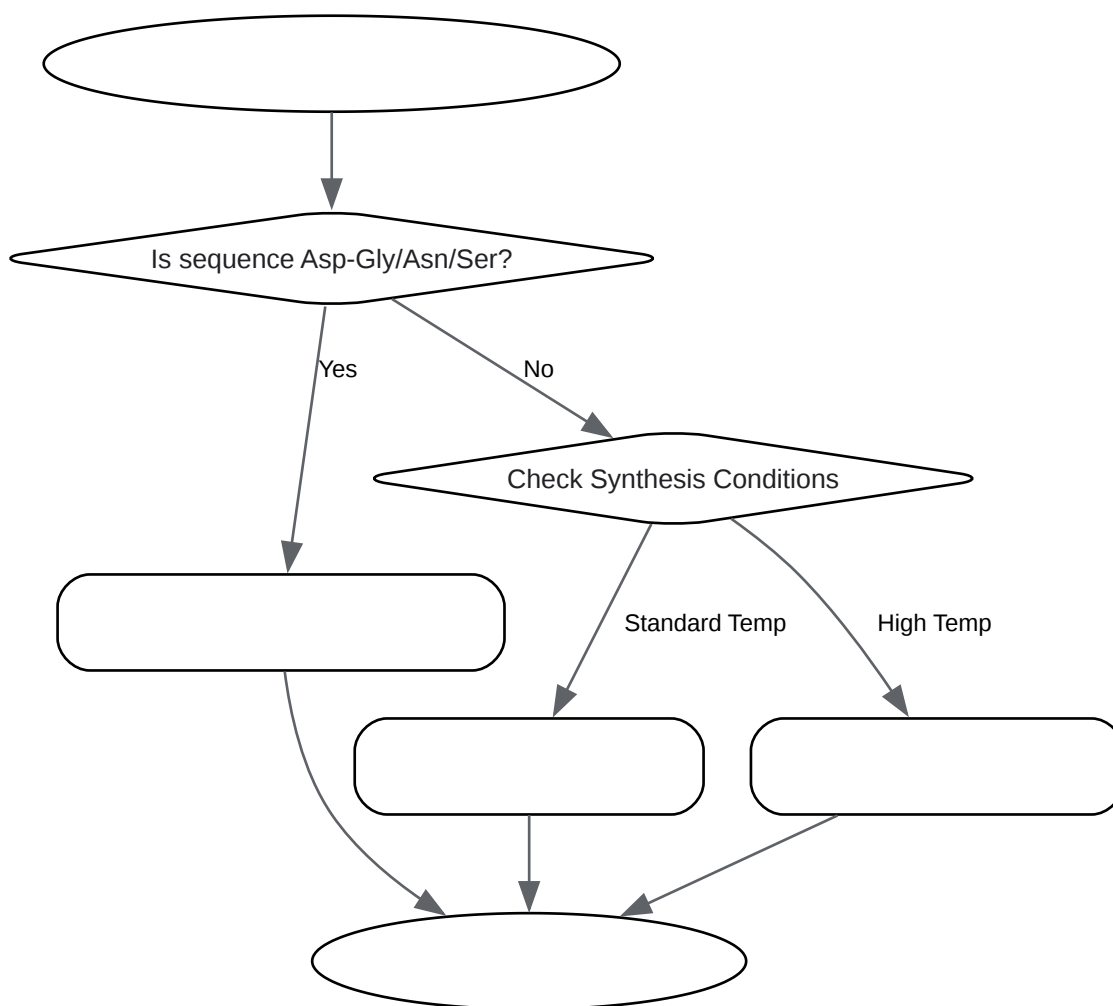 Is sequence Asp-Gly/Asn/Ser?
Yes
No
Check Synthesis Conditions
Standard Temp
High Temp